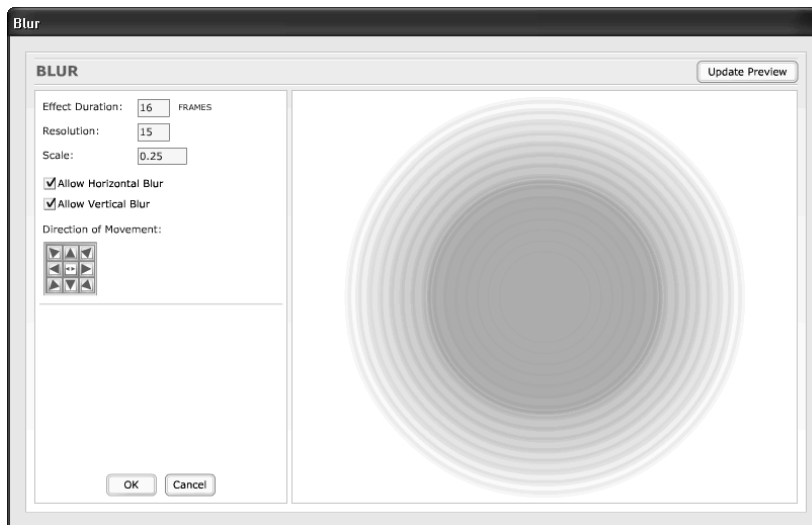 Blur
BLUR
Update Preview
Effect Duration: 16 FRAMES
Resolution: 15
Scale: 0.25
Allow Horizontal Blur
Allow Vertical Blur
Direction of Movement:
OK Cancel